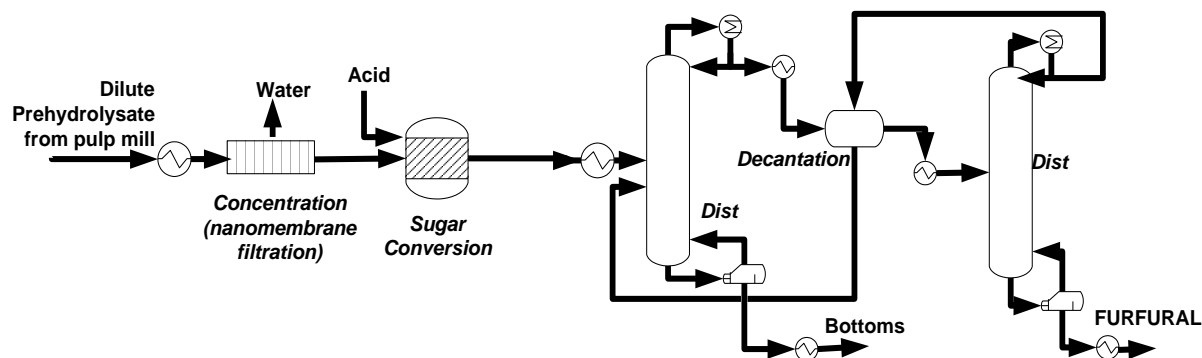 Dilute
Prehydrolysate
from pulp mill
Water
Acid
Concentration
(nanomembrane
filtration)
Sugar
Conversion
Dist
Decantation
Dist
Bottoms
FURFURAL